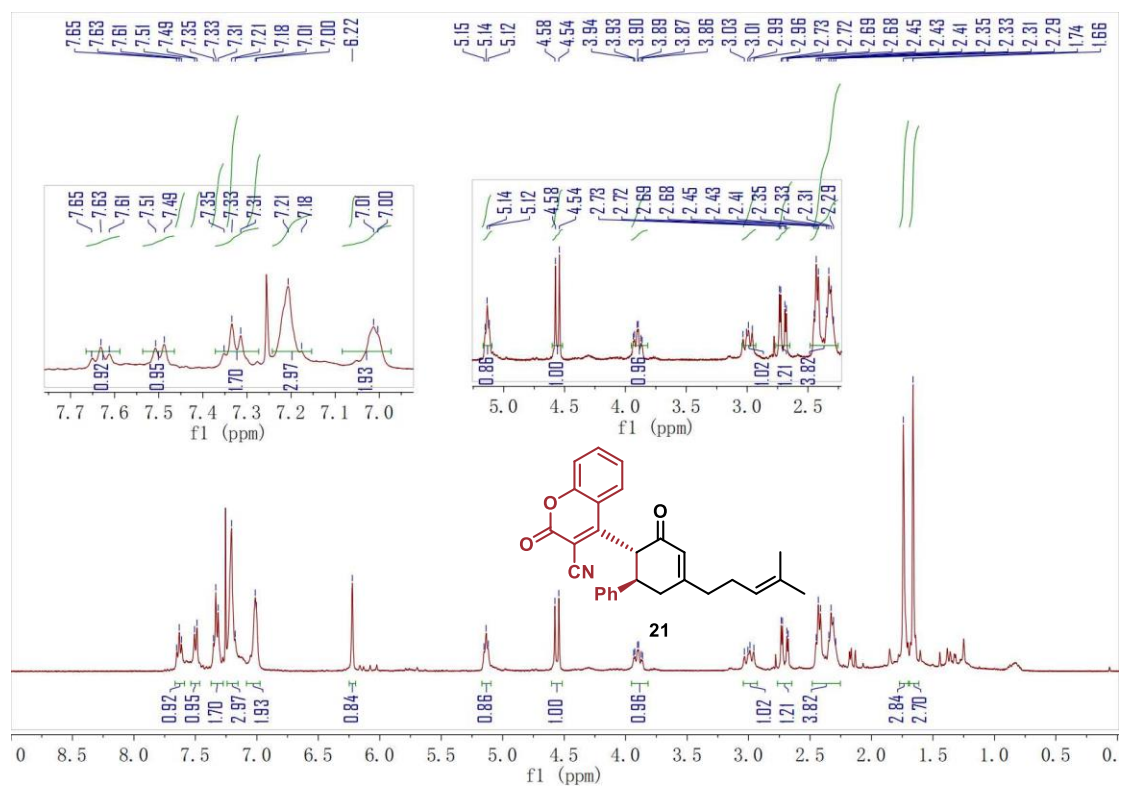 7.65 7.63 7.61 7.51 7.49 7.35 7.33 7.31 7.21 7.18 7.01 7.00 6.22 5.15 5.14 5.12 4.58 4.54 3.94 3.93 3.90 3.89 3.87 3.86 3.03 3.01 2.99 2.96 2.73 2.72 2.69 2.68 2.45 2.43 2.41 2.35 2.33 2.31 2.29 1.74 1.66
7.65 7.63 7.61 7.51 7.49 7.35 7.33 7.31 7.21 7.18 7.01 7.00
0.92 0.95 1.70 2.97 1.93
7.7 7.6 7.5 7.4 7.3 7.2 7.1 7.0
f1 (ppm)
5.14 5.12 4.58 4.54 2.73 2.72 2.69 2.68 2.45 2.43 2.41 2.35 2.33 2.31 2.29
0.86 1.00 0.96 1.02 1.21 3.82
5.0 4.5 4.0 3.5 3.0 2.5
f1 (ppm)
O
O
O
CN
Ph
21
0.92 0.95 1.70 2.97 1.93 0.84 0.86 1.00 0.96 1.02 1.21 3.82 2.84 2.70
0 8.5 8.0 7.5 7.0 6.5 6.0 5.5 5.0 4.5 4.0 3.5 3.0 2.5 2.0 1.5 1.0 0.5 0.
f1 (ppm)